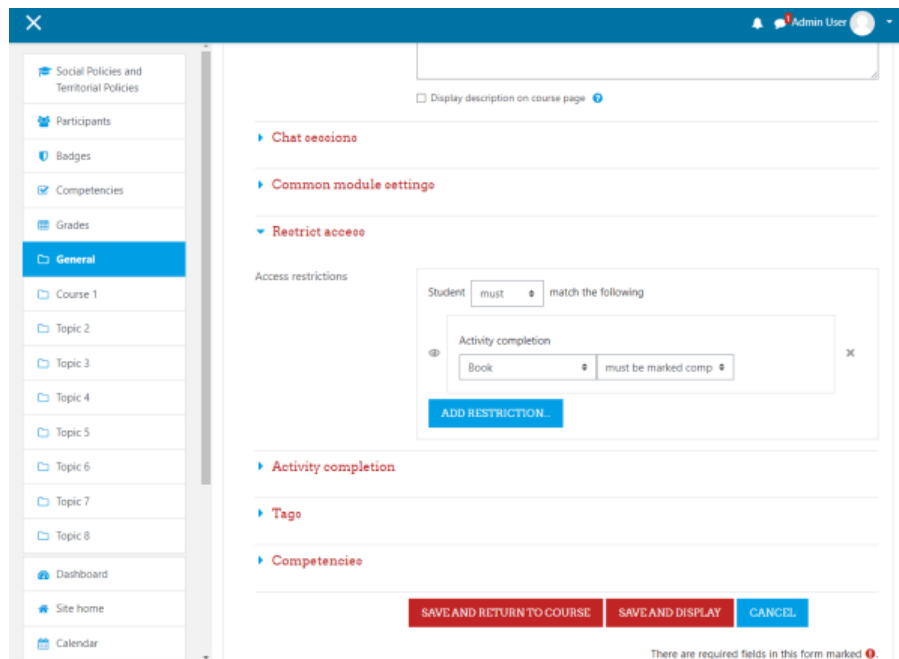 1
Admin User
Social Policies and
Territorial Policies
Participants
Badges
Competencies
Grades
General
Course 1
Topic 2
Topic 3
Topic 4
Topic 5
Topic 6
Topic 7
Topic 8
Dashboard
Site home
Calendar
Display description on course page
Chat sessions
Common module settings
Restrict access
Access restrictions
Student must match the following
Activity completion
Book must be marked comp
ADD RESTRICTION...
Activity completion
Tags
Competencies
SAVE AND RETURN TO COURSE SAVE AND DISPLAY CANCEL
There are required fields in this form marked .